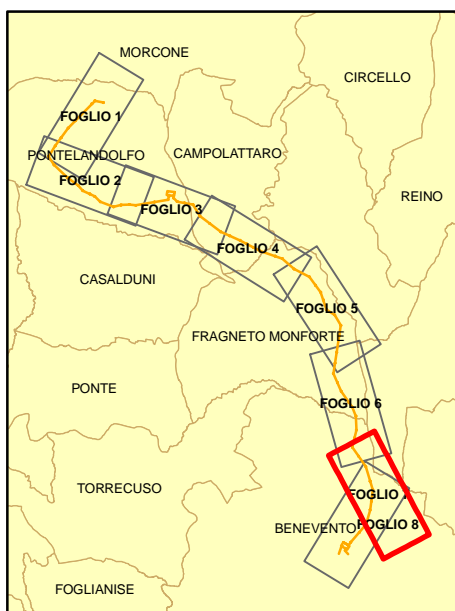 MORCONE
CIRCELLO
FOGLIO 1
CAMPOLATTARO
PONTELANDOLFO
FOGLIO 2
REINO
FOGLIO 3
FOGLIO 4
CASALDUNI
FOGLIO 5
FRAGNETO MONFORTE
PONTE
FOGLIO 6
TORRECUSO
FOGLIO 7
BENEVENTO
FOGLIO 8
FOGLIANISE